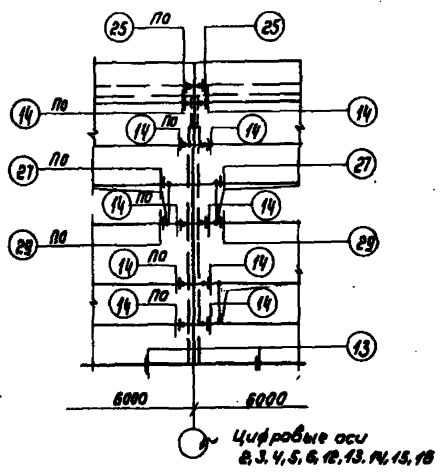 25 25
14 ПО 14
14 ПО 14
27 ПО 27
14 ПО 14
29 ПО 29
14 ПО 14
14 ПО 14
13
6000 6000
Цифровые оси
2, 3, 4, 5, 6, 12, 13, 14, 15, 16